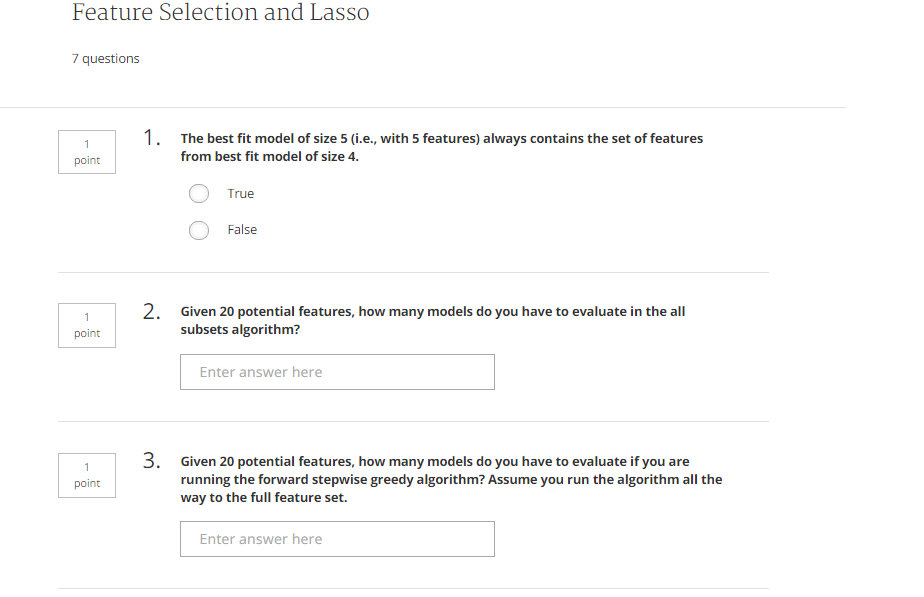 Feature Selection and Lasso
7 questions
1
point
1.
The best fit model of size 5 (i.e., with 5 features) always contains the set of features
from best fit model of size 4.
True
False
1
point
2.
Given 20 potential features, how many models do you have to evaluate in the all
subsets algorithm?
Enter answer here
1
point
3.
Given 20 potential features, how many models do you have to evaluate if you are
running the forward stepwise greedy algorithm? Assume you run the algorithm all the
way to the full feature set.
Enter answer here